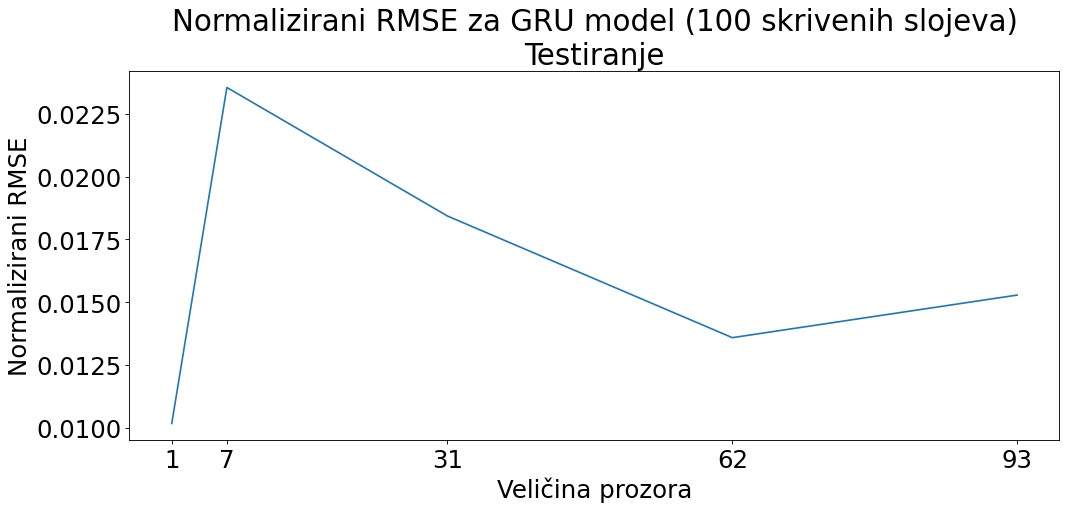 Normalizirani RMSE za GRU model (100 skrivenih slojeva)
Testiranje
Normalizirani RMSE
0.0225
0.0200
0.0175
0.0150
0.0125
0.0100
1 7 31 62 93
Veličina prozora